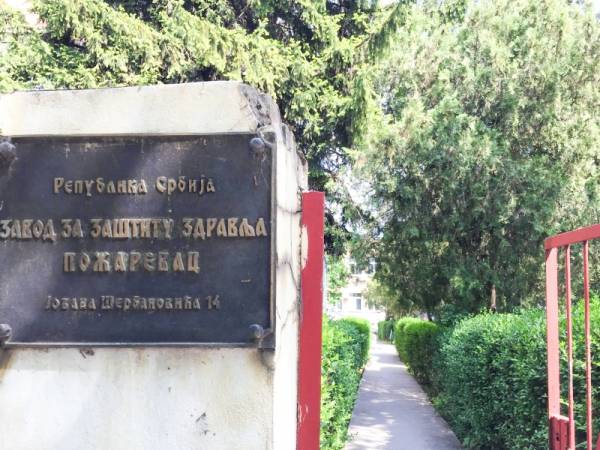 Република Србија
ЗАВОД ЗА ЗАШТИТУ ЗДРАВЉА
ПОЖАРЕВАЦ
Јована Шербановића 14